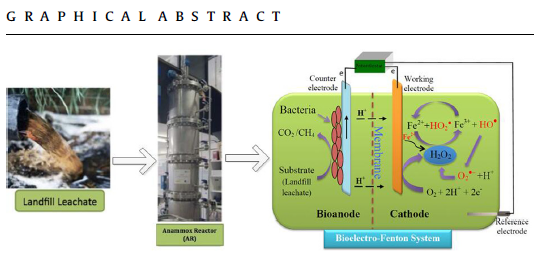 GRAPHICAL ABSTRACT
Landfill Leachate
Anammox Reactor
(AR)
Counter
electrode
e
e
Working
electrode
Bacteria
CO₂/CH₄
Substrate
(Landfill
leachate)
H⁺
H⁺
Membrane
Fe²⁺+HO₂• Fe³⁺ + HO•
H₂O₂
O₂•⁻+H⁺
O₂ + 2H⁺ + 2e⁻
Bioanode
Cathode
Reference
electrode
Bioelectro-Fenton System